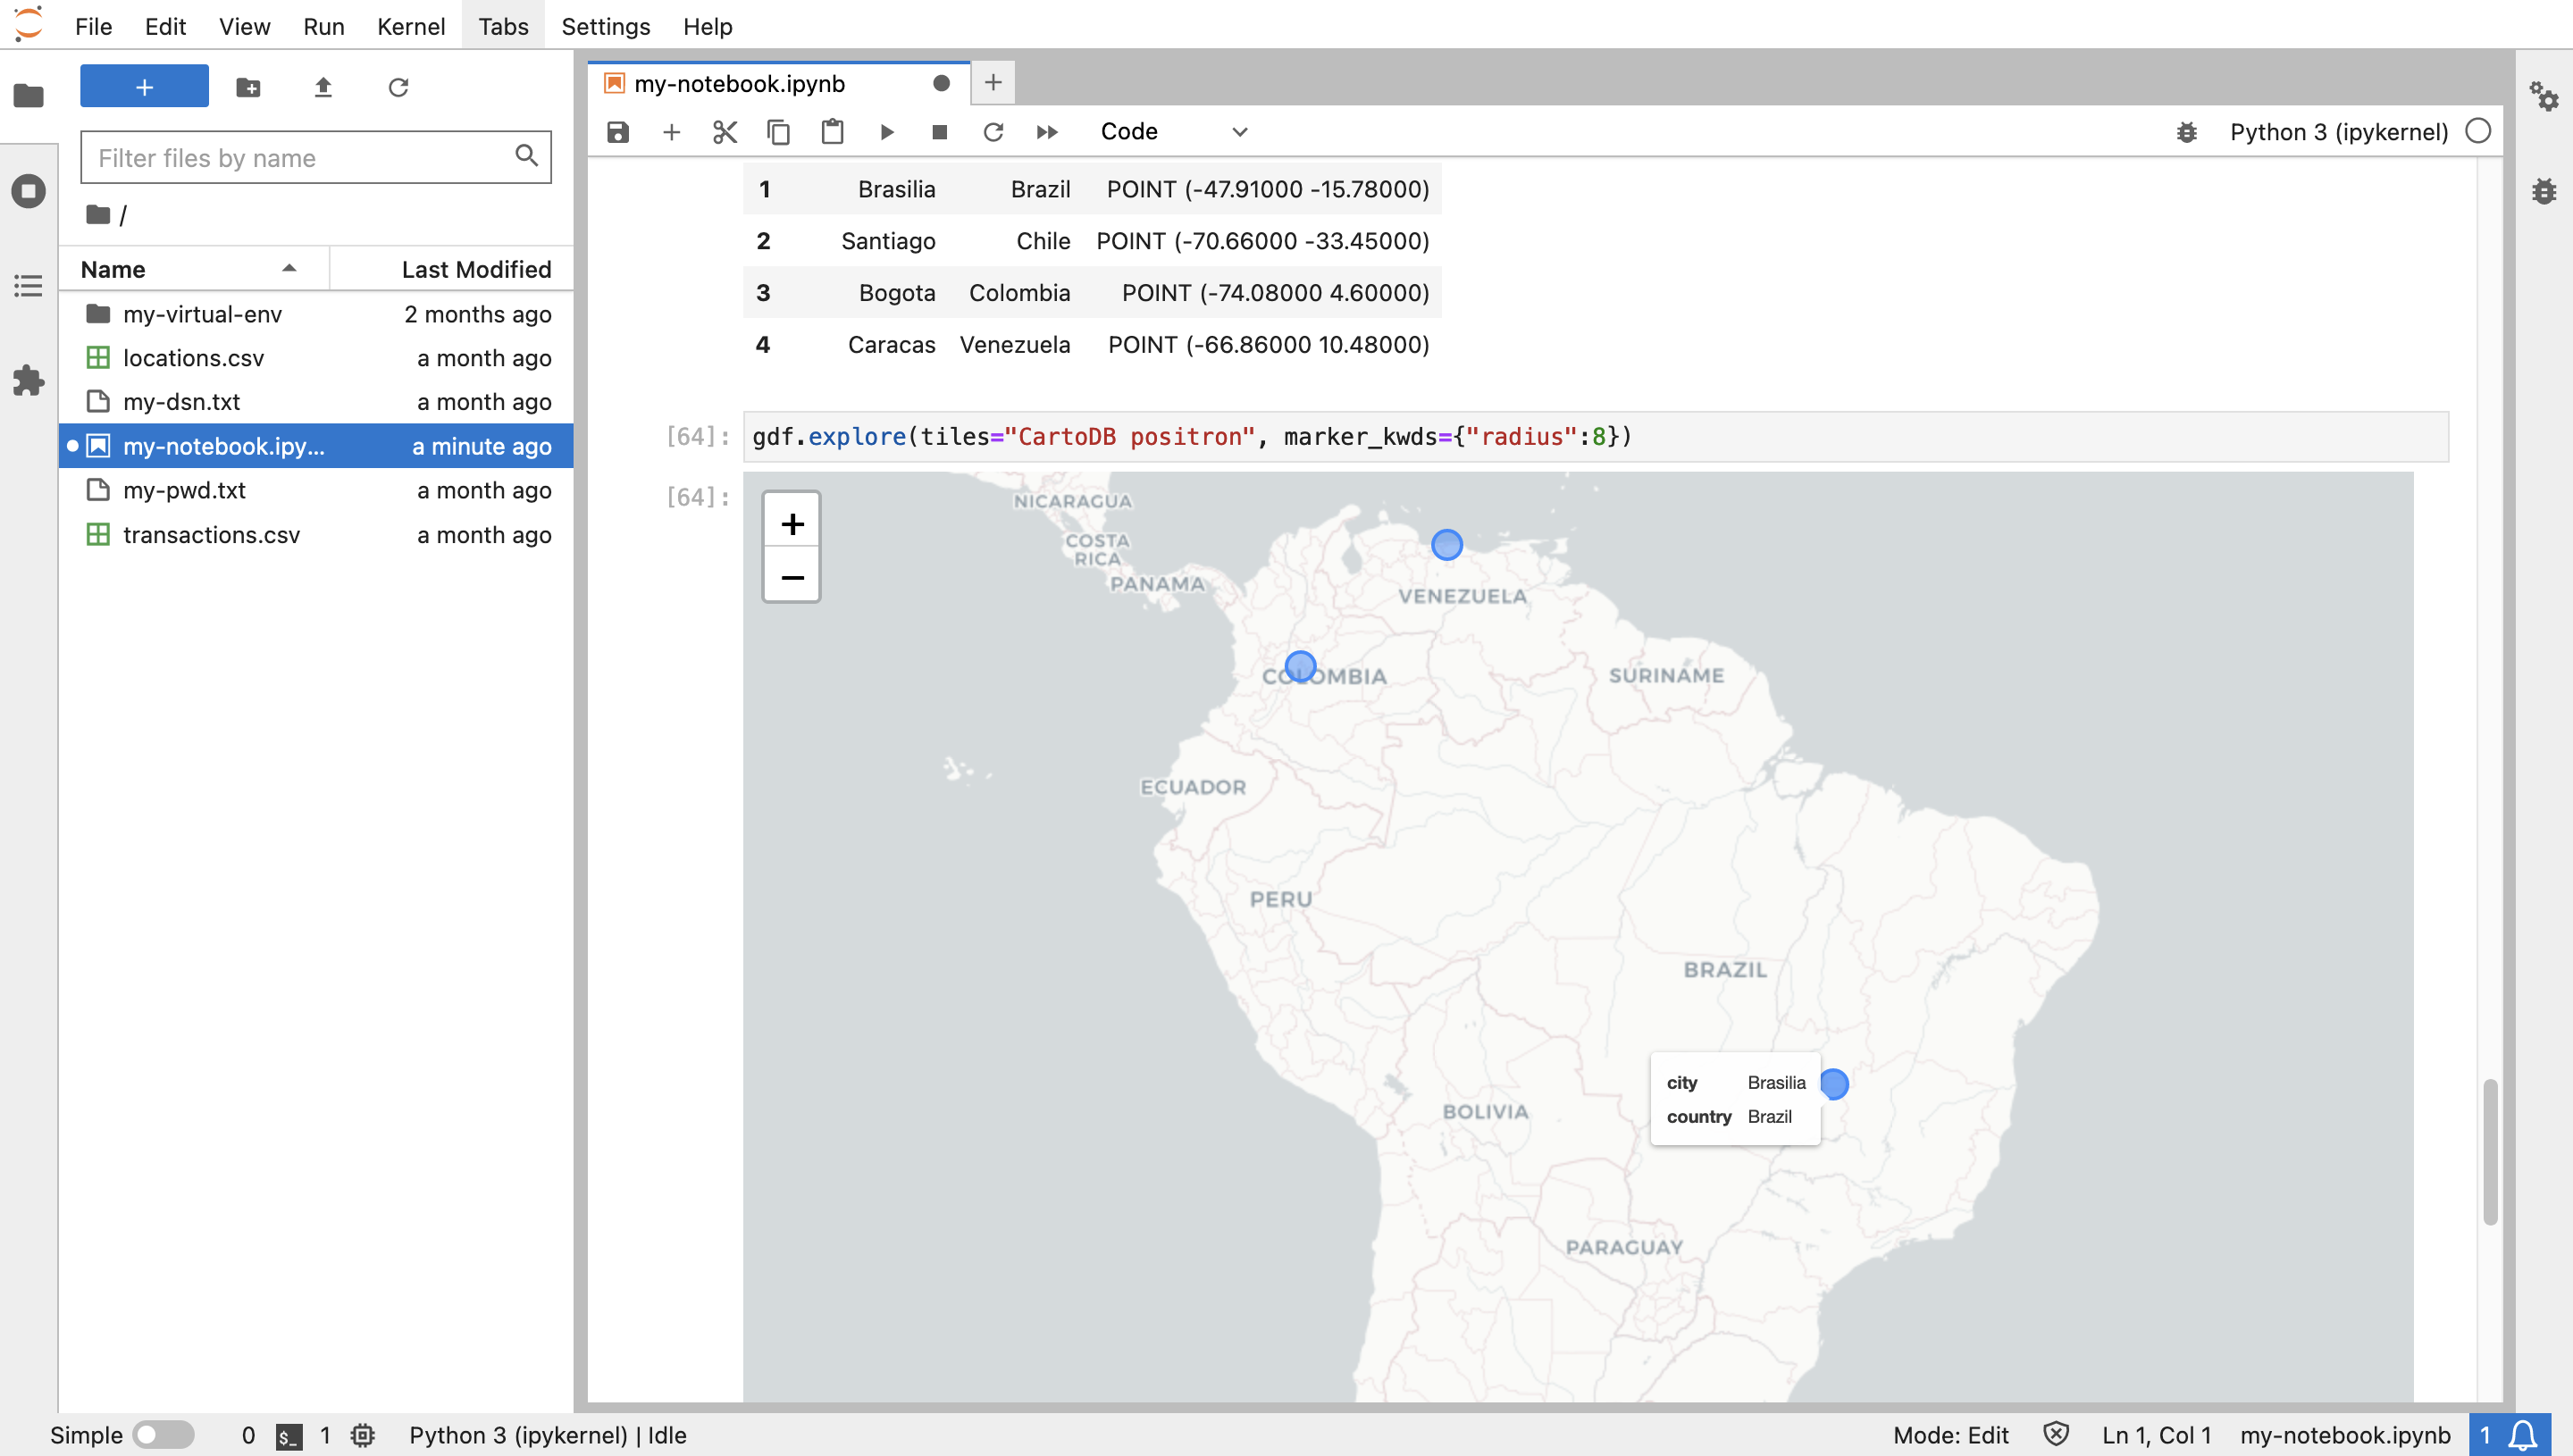 File Edit View Run Kernel Tabs Settings Help
+
Filter files by name
/
Name Last Modified
my-virtual-env 2 months ago
locations.csv a month ago
my-dsn.txt a month ago
my-notebook.ipy... a minute ago
my-pwd.txt a month ago
transactions.csv a month ago
my-notebook.ipynb +
+ Code Python 3 (ipykernel)
1 Brasilia Brazil POINT (-47.91000 -15.78000)
2 Santiago Chile POINT (-70.66000 -33.45000)
3 Bogota Colombia POINT (-74.08000 4.60000)
4 Caracas Venezuela POINT (-66.86000 10.48000)
[64]: gdf.explore(tiles="CartoDB positron", marker_kwds={"radius":8})
[64]:
+
−
NICARAGUA
COSTA
RICA
PANAMA
VENEZUELA
COLOMBIA
SURINAME
ECUADOR
PERU
BRAZIL
city Brasilia
country Brazil
BOLIVIA
PARAGUAY
Simple 0 $_ 1 Python 3 (ipykernel) | Idle Mode: Edit Ln 1, Col 1 my-notebook.ipynb 1